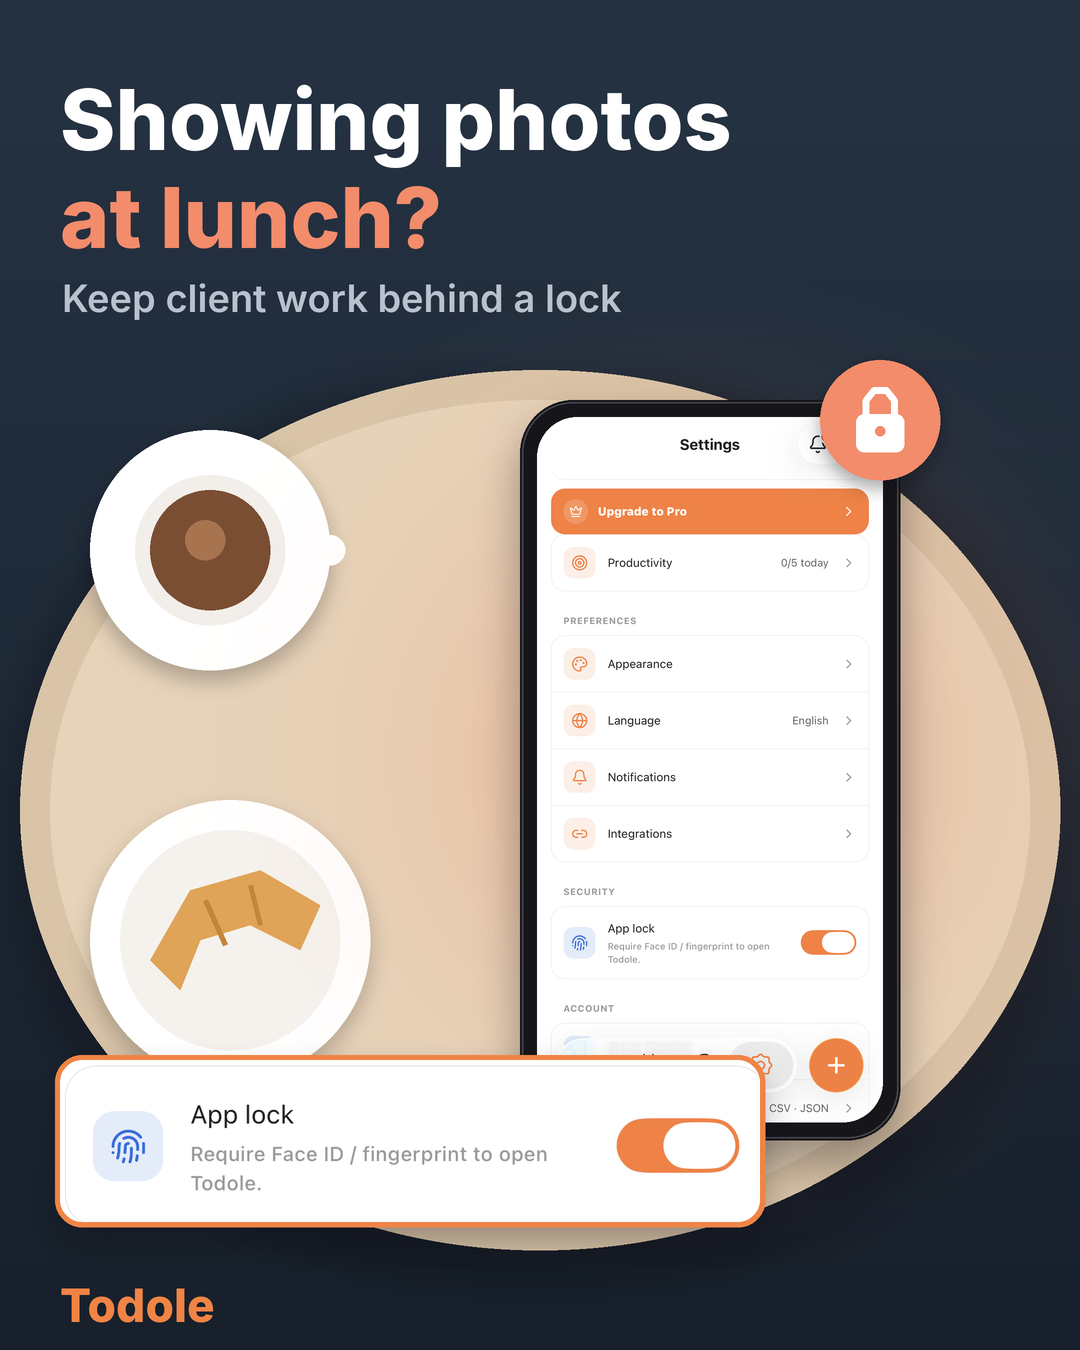 Showing photos
at lunch?
Keep client work behind a lock
Settings
Upgrade to Pro
Productivity 0/5 today
PREFERENCES
Appearance
Language English
Notifications
Integrations
SECURITY
App lock
Require Face ID / fingerprint to open
Todole.
ACCOUNT
CSV · JSON
App lock
Require Face ID / fingerprint to open
Todole.
Todole